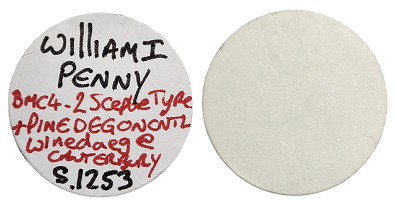 William I
PENNY
BMC4-2 Sceptre Type
+PINEDEGONCNTL
Winedaeg @
CANTERBURY
S.1253